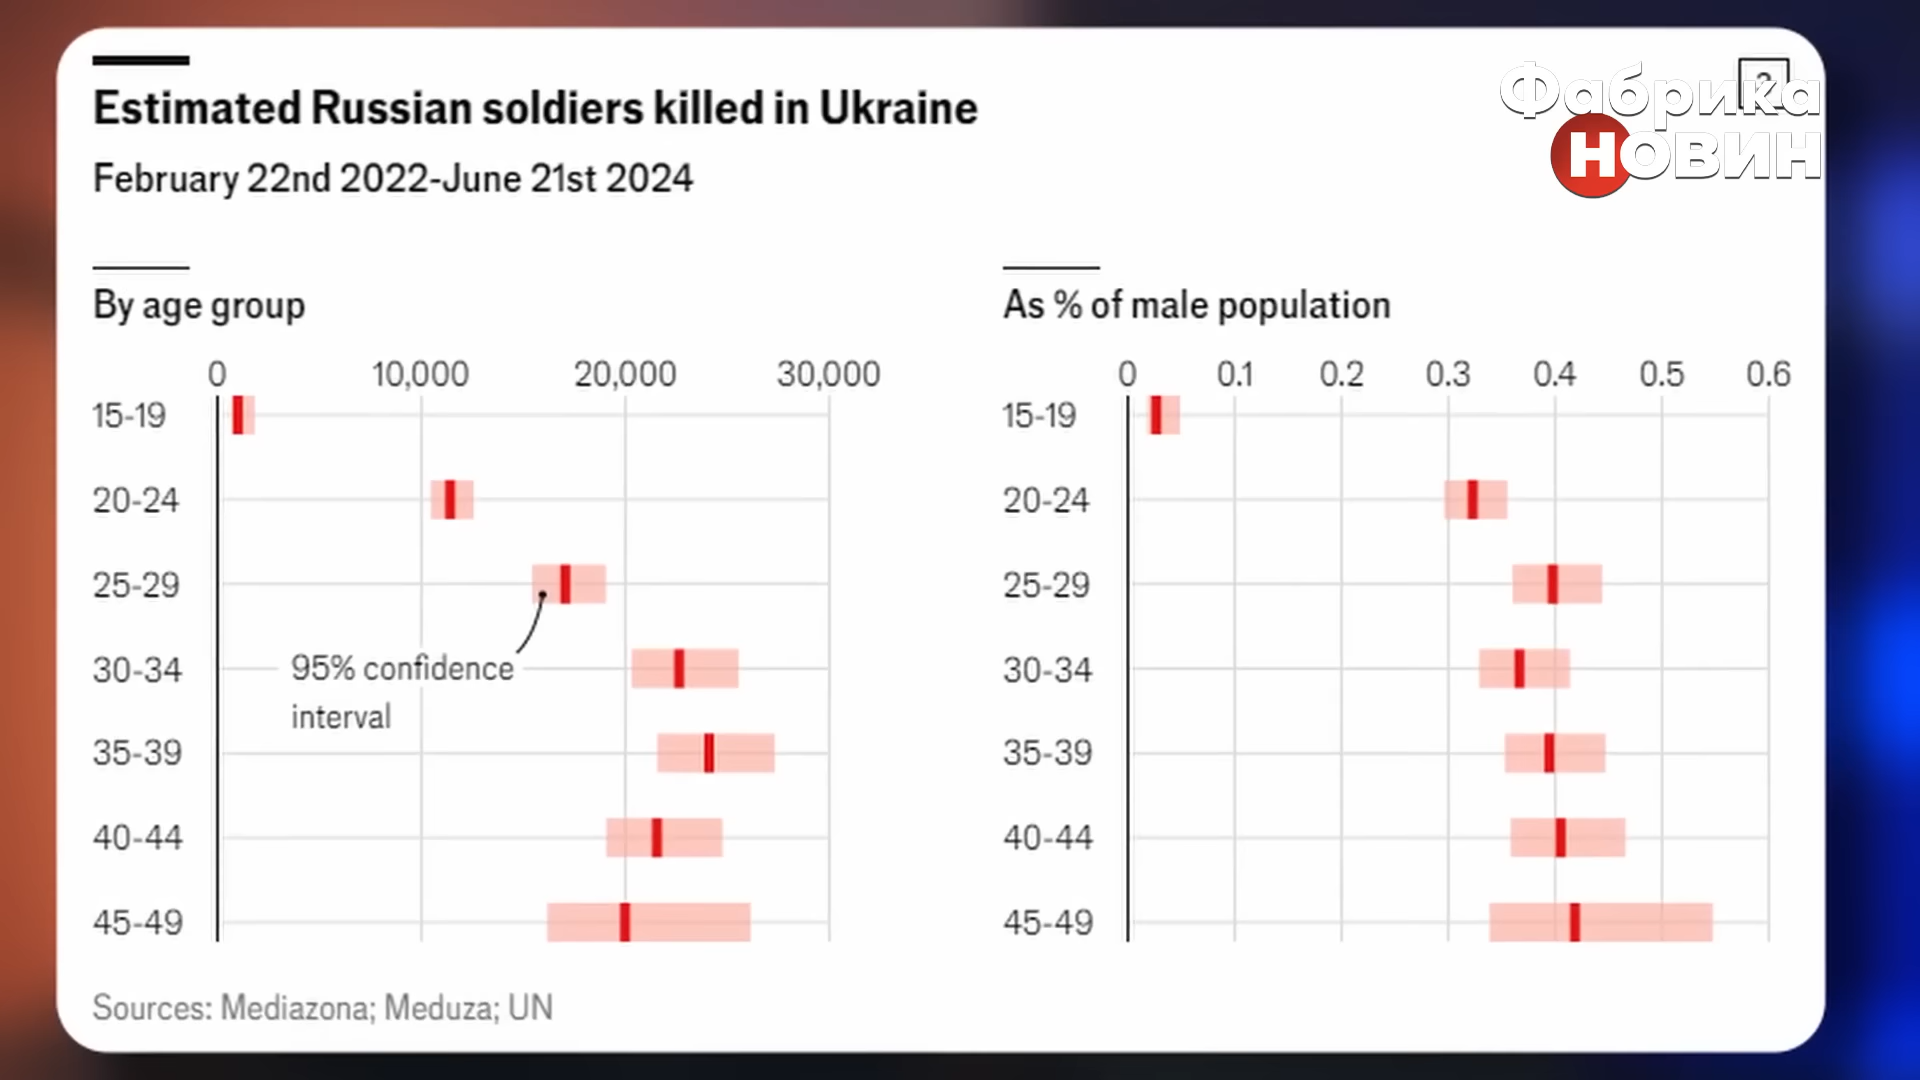 Estimated Russian soldiers killed in Ukraine
February 22nd 2022-June 21st 2024
Фабрика
НОВИН
By age group
0 10,000 20,000 30,000
15-19
20-24
25-29
30-34
35-39
40-44
45-49
95% confidence
interval
As % of male population
0 0.1 0.2 0.3 0.4 0.5 0.6
15-19
20-24
25-29
30-34
35-39
40-44
45-49
Sources: Mediazona; Meduza; UN